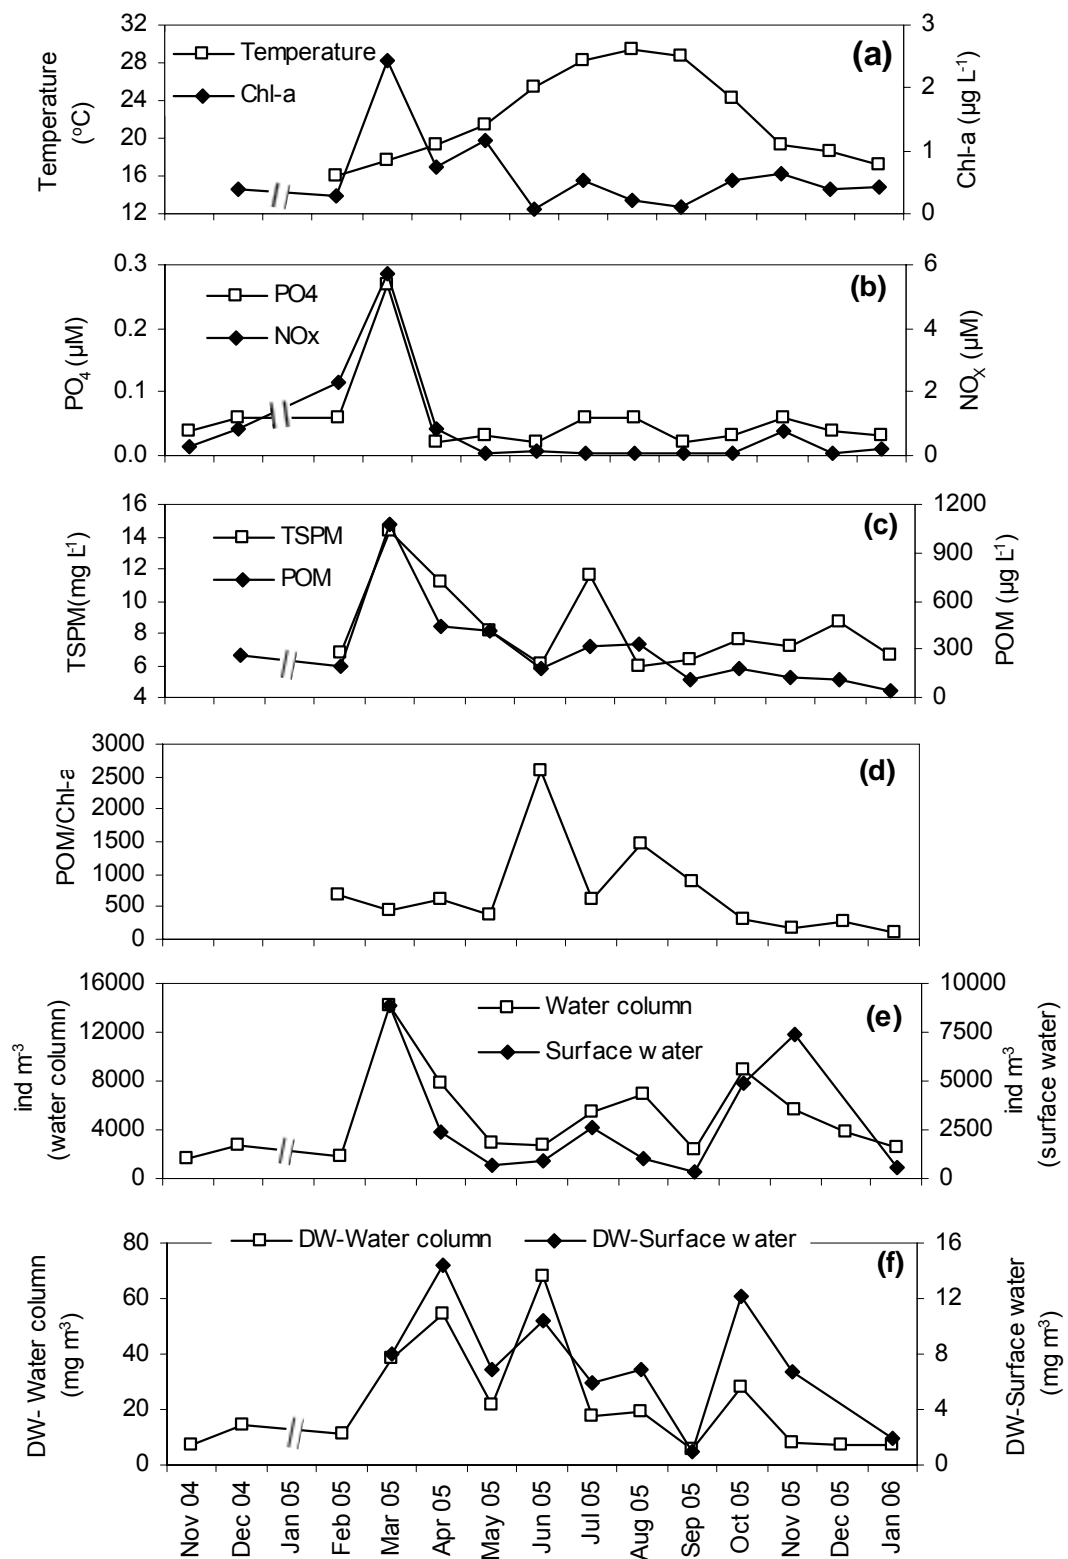 32
28
24
20
16
12
Temperature
(°C)
Temperature
Chl-a
(a)
3
2
1
0
Chl-a (µg L-1)
0.3
0.2
0.1
0.0
PO4 (µM)
PO4
NOx
(b)
6
4
2
0
NOX (µM)
16
14
12
10
8
6
4
TSPM(mg L-1)
TSPM
POM
(c)
1200
900
600
300
0
POM (µg L-1)
3000
2500
2000
1500
1000
500
0
POM/Chl-a
(d)
16000
12000
8000
4000
0
ind m-3
(water column)
Water column
Surface water
(e)
10000
7500
5000
2500
0
ind m-3
(surface water)
80
60
40
20
0
DW- Water column
(mg m3)
DW-Water column
DW-Surface water
(f)
16
12
8
4
0
DW-Surface water
(mg m3)
Nov 04
Dec 04
Jan 05
Feb 05
Mar 05
Apr 05
May 05
Jun 05
Jul 05
Aug 05
Sep 05
Oct 05
Nov 05
Dec 05
Jan 06